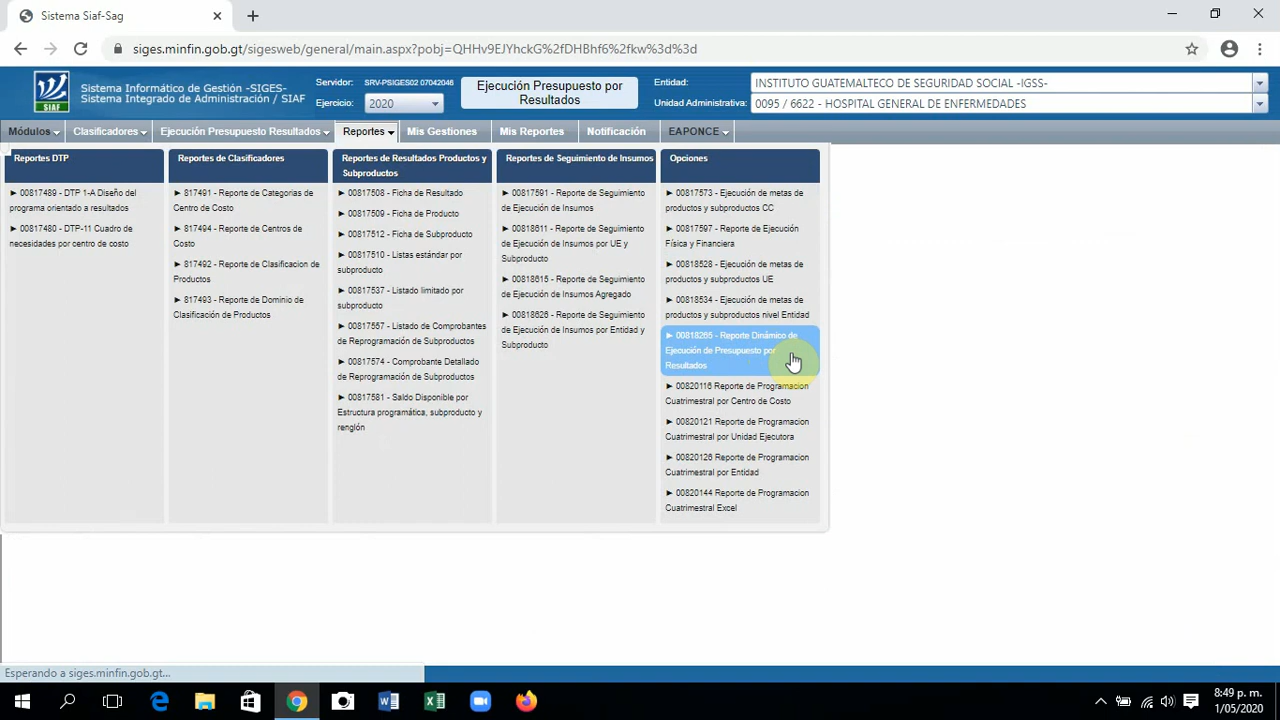 Sistema Siaf-Sag
siges.minfin.gob.gt/sigesweb/general/main.aspx?pobj=QHHv9EJYhckG%2fDHBhf6%2fkw%3d%3d
SIAF
Sistema Informático de Gestión -SIGES-
Sistema Integrado de Administración / SIAF
Servidor:
SRV-PSIGES02 07042046
Ejercicio:
2020
Ejecución Presupuesto por
Resultados
Entidad:
INSTITUTO GUATEMALTECO DE SEGURIDAD SOCIAL -IGSS-
Unidad Administrativa:
0095 / 6622 - HOSPITAL GENERAL DE ENFERMEDADES
Módulos
Clasificadores
Ejecución Presupuesto Resultados
Reportes
Mis Gestiones
Mis Reportes
Notificación
EAPONCE
Reportes DTP
00817489 - DTP 1-A Diseño del
programa orientado a resultados
00817480 - DTP-11 Cuadro de
necesidades por centro de costo
Reportes de Clasificadores
817491 - Reporte de Categorias de
Centro de Costo
817494 - Reporte de Centros de
Costo
817492 - Reporte de Clasificacion de
Productos
817493 - Reporte de Dominio de
Clasificación de Productos
Reportes de Resultados Productos y
Subproductos
00817508 - Ficha de Resultado
00817509 - Ficha de Producto
00817512 - Ficha de Subproducto
00817510 - Listas estándar por
subproducto
00817537 - Listado limitado por
subproducto
00817557 - Listado de Comprobantes
de Reprogramación de Subproductos
00817574 - Comprobante Detallado
de Reprogramación de Subproductos
00817581 - Saldo Disponible por
Estructura programática, subproducto y
renglón
Reportes de Seguimiento de Insumos
00817591 - Reporte de Seguimiento
de Ejecución de Insumos
00818611 - Reporte de Seguimiento
de Ejecución de Insumos por UE y
Subproducto
00818615 - Reporte de Seguimiento
de Ejecución de Insumos Agregado
00818626 - Reporte de Seguimiento
de Ejecución de Insumos por Entidad y
Subproducto
Opciones
00817573 - Ejecución de metas de
productos y subproductos CC
00817597 - Reporte de Ejecución
Física y Financiera
00818528 - Ejecución de metas de
productos y subproductos UE
00818534 - Ejecución de metas de
productos y subproductos nivel Entidad
00818266 - Reporte Dinámico de
Ejecución de Presupuesto por
Resultados
00820116 Reporte de Programacion
Cuatrimestral por Centro de Costo
00820121 Reporte de Programacion
Cuatrimestral por Unidad Ejecutora
00820126 Reporte de Programacion
Cuatrimestral por Entidad
00820144 Reporte de Programacion
Cuatrimestral Excel
Esperando a siges.minfin.gob.gt...
8:49 p. m.
1/05/2020